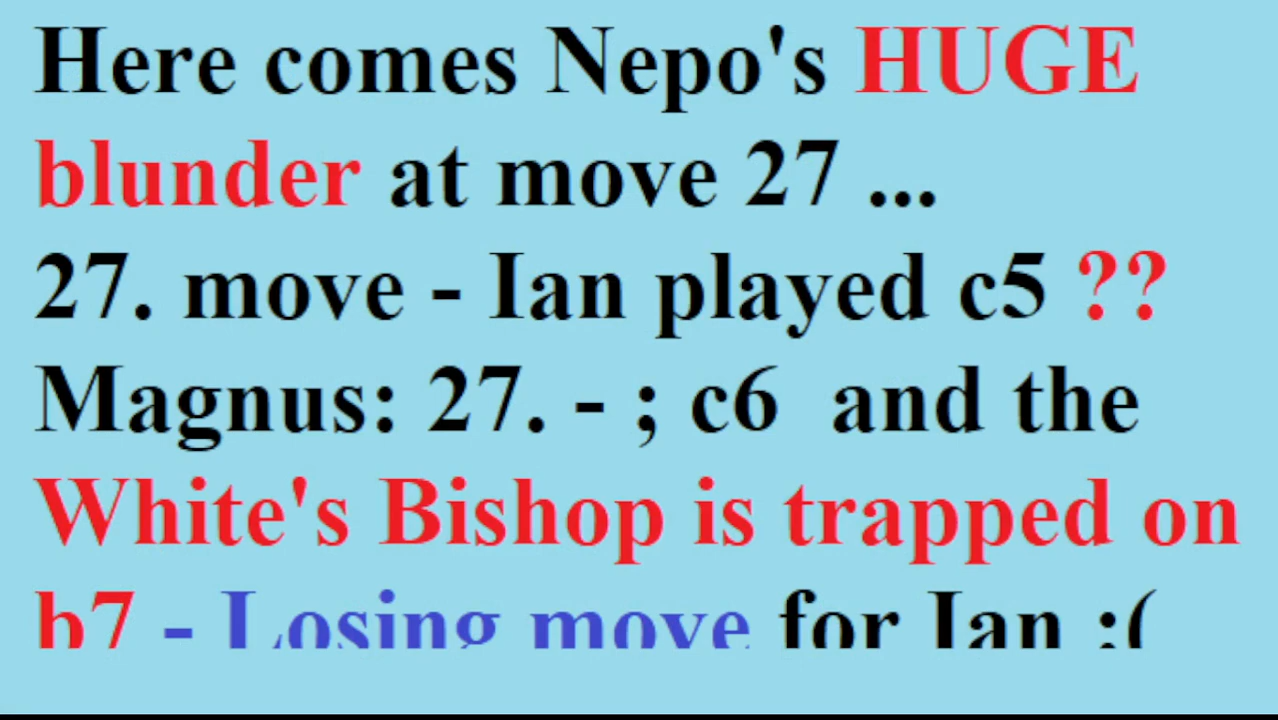 Here comes Nepo's HUGE
blunder at move 27 ...
27. move - Ian played c5 ??
Magnus: 27. - ; c6 and the
White's Bishop is trapped on
b7 - Losing move for Ian :(